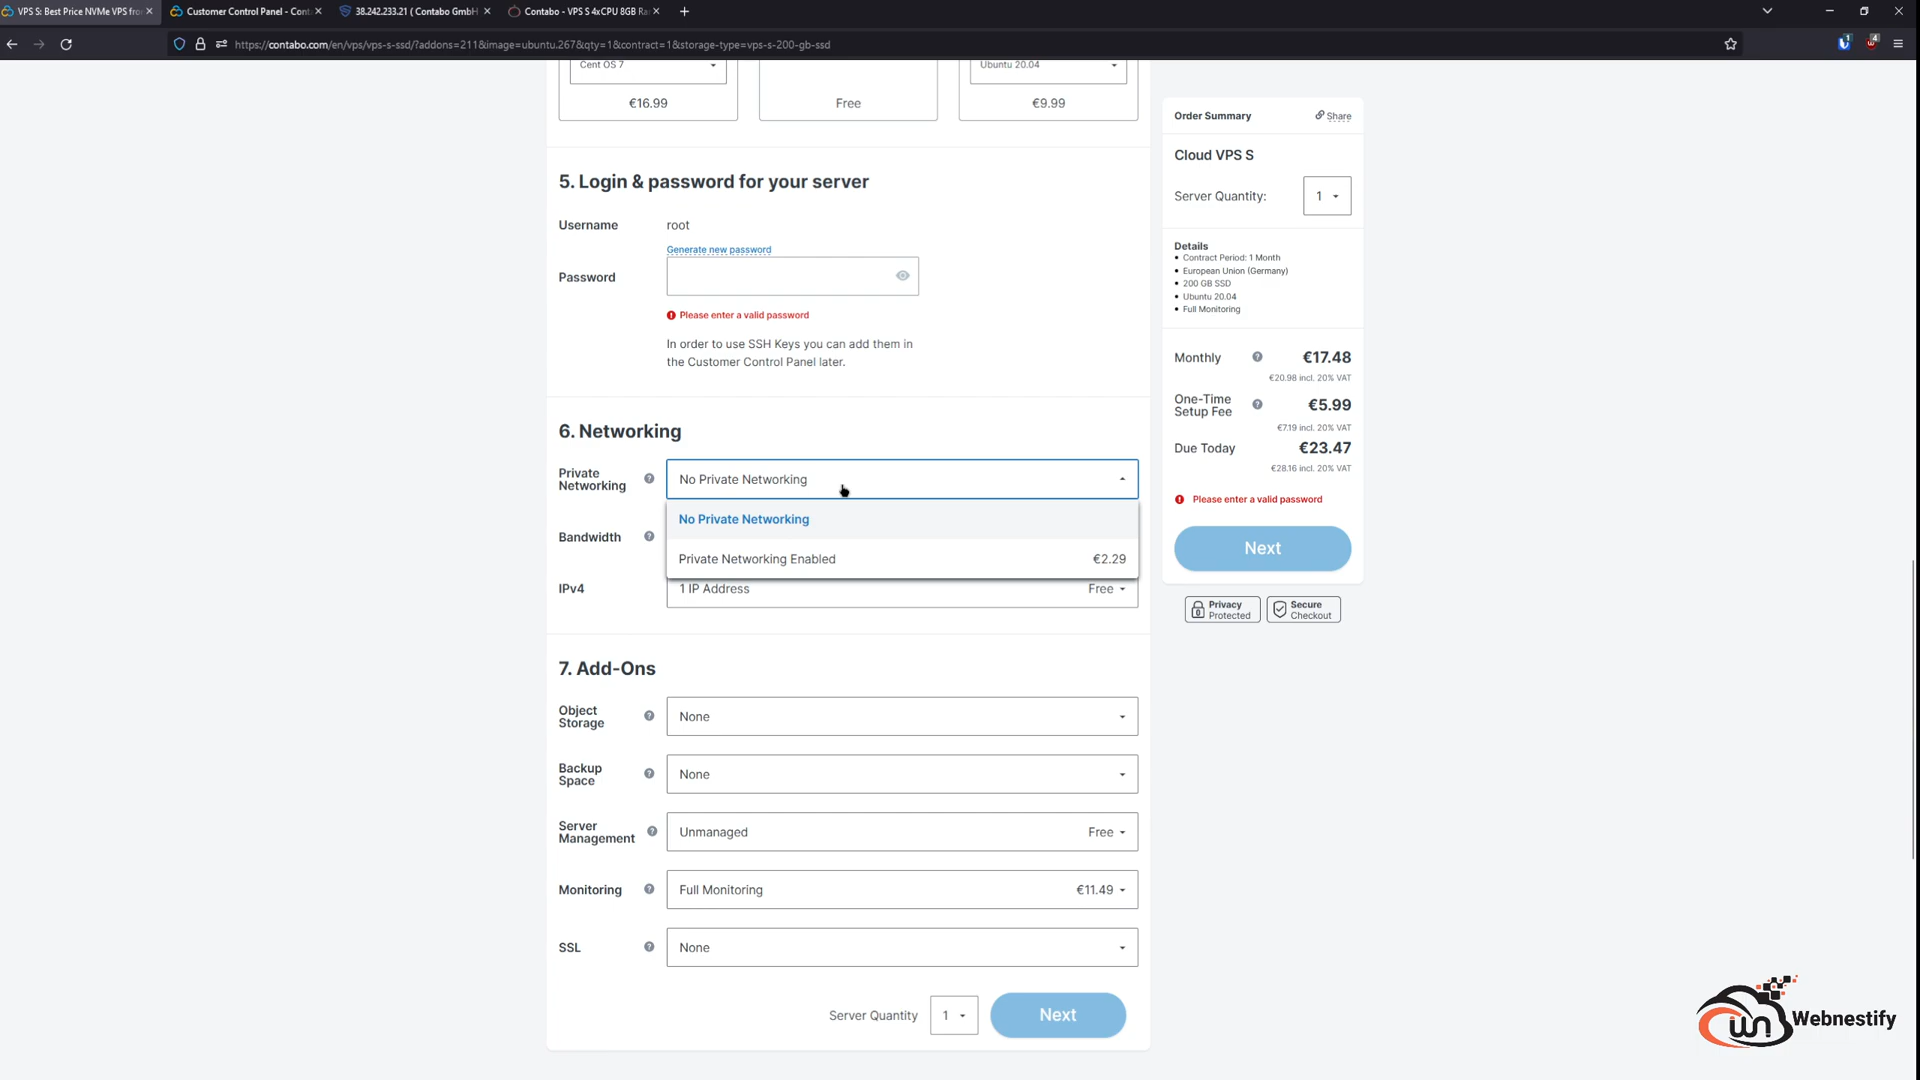 VPS S: Best Price NVMe VPS fro
Customer Control Panel - Cont
38.242.233.21 ( Contabo GmbH
Contabo - VPS S 4xCPU 8GB Ra
https://contabo.com/en/vps/vps-s-ssd/?addons=211&image=ubuntu.267&qty=1&contract=1&storage-type=vps-s-200-gb-ssd
1
4
Cent OS 7
Ubuntu 20.04
€16.99
Free
€9.99
5. Login & password for your server
Username
root
Generate new password
Password
Please enter a valid password
In order to use SSH Keys you can add them in
the Customer Control Panel later.
6. Networking
Private
Networking
No Private Networking
No Private Networking
Private Networking Enabled €2.29
Bandwidth
IPv4
1 IP Address Free
7. Add-Ons
Object
Storage
None
Backup
Space
None
Server
Management
Unmanaged Free
Monitoring
Full Monitoring €11.49
SSL
None
Server Quantity 1
Next
Order Summary
Share
Cloud VPS S
Server Quantity: 1
Details
Contract Period: 1 Month
European Union (Germany)
200 GB SSD
Ubuntu 20.04
Full Monitoring
Monthly €17.48
€20.98 incl. 20% VAT
One-Time
Setup Fee
€5.99
€7.19 incl. 20% VAT
Due Today €23.47
€28.16 incl. 20% VAT
Please enter a valid password
Next
Privacy
Protected
Secure
Checkout
wn
Webnestify